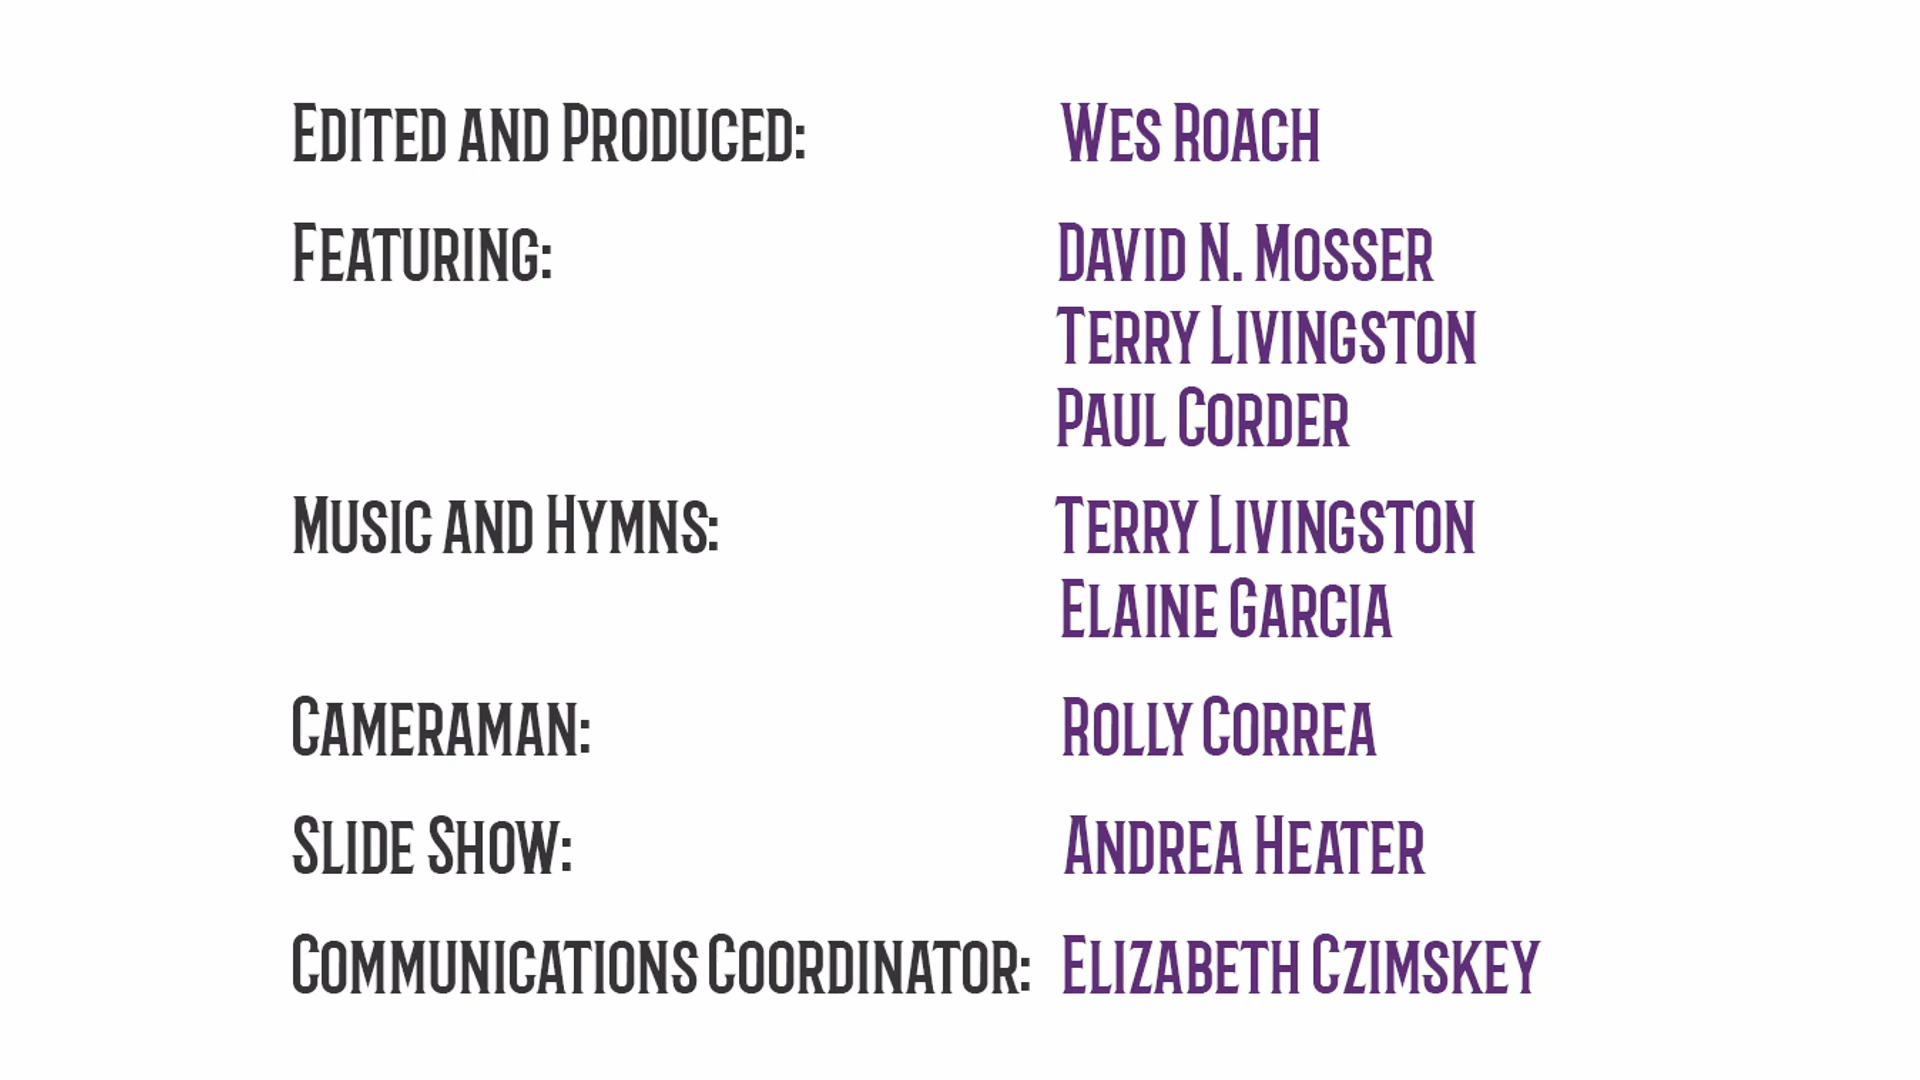 Edited and Produced: Wes Roach
Featuring: David N. Mosser
Terry Livingston
Paul Corder
Music and Hymns: Terry Livingston
Elaine Garcia
Cameraman: Rolly Correa
Slide Show: Andrea Heater
Communications Coordinator: Elizabeth Czimskey